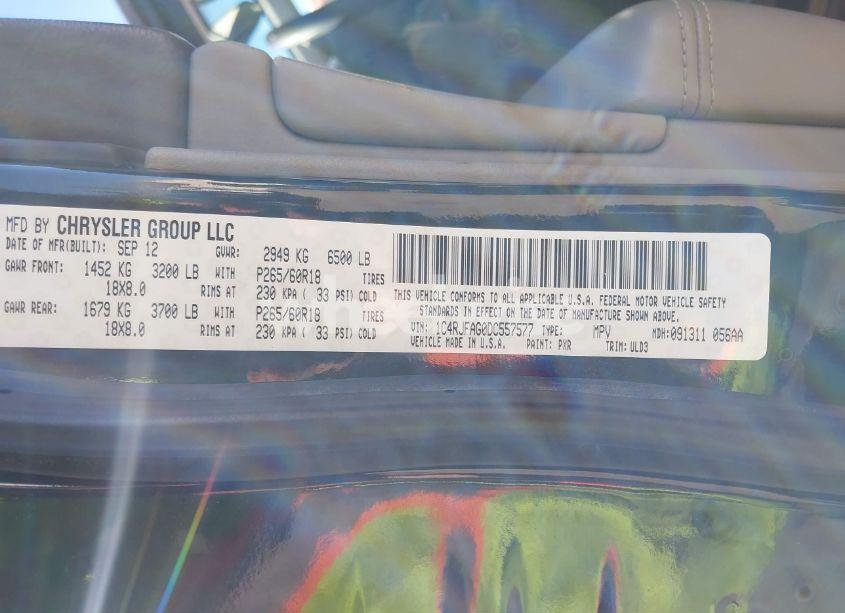 MFD BY CHRYSLER GROUP LLC
DATE OF MFR(BUILT): SEP 12 GVWR: 2949 KG 6500 LB
GAWR FRONT: 1452 KG 3200 LB WITH P265/60R18 TIRES
18X8.0 RIMS AT 230 KPA ( 33 PSI) COLD
GAWR REAR: 1679 KG 3700 LB WITH P265/60R18 TIRES
18X8.0 RIMS AT 230 KPA ( 33 PSI) COLD
THIS VEHICLE CONFORMS TO ALL APPLICABLE U.S.A. FEDERAL MOTOR VEHICLE SAFETY
STANDARDS IN EFFECT ON THE DATE OF MANUFACTURE SHOWN ABOVE.
VIN: 1C4RJFAG0DC557577 TYPE: MPV MDH:091311 056AA
VEHICLE MADE IN U.S.A. PAINT: PXR TRIM: ULD3